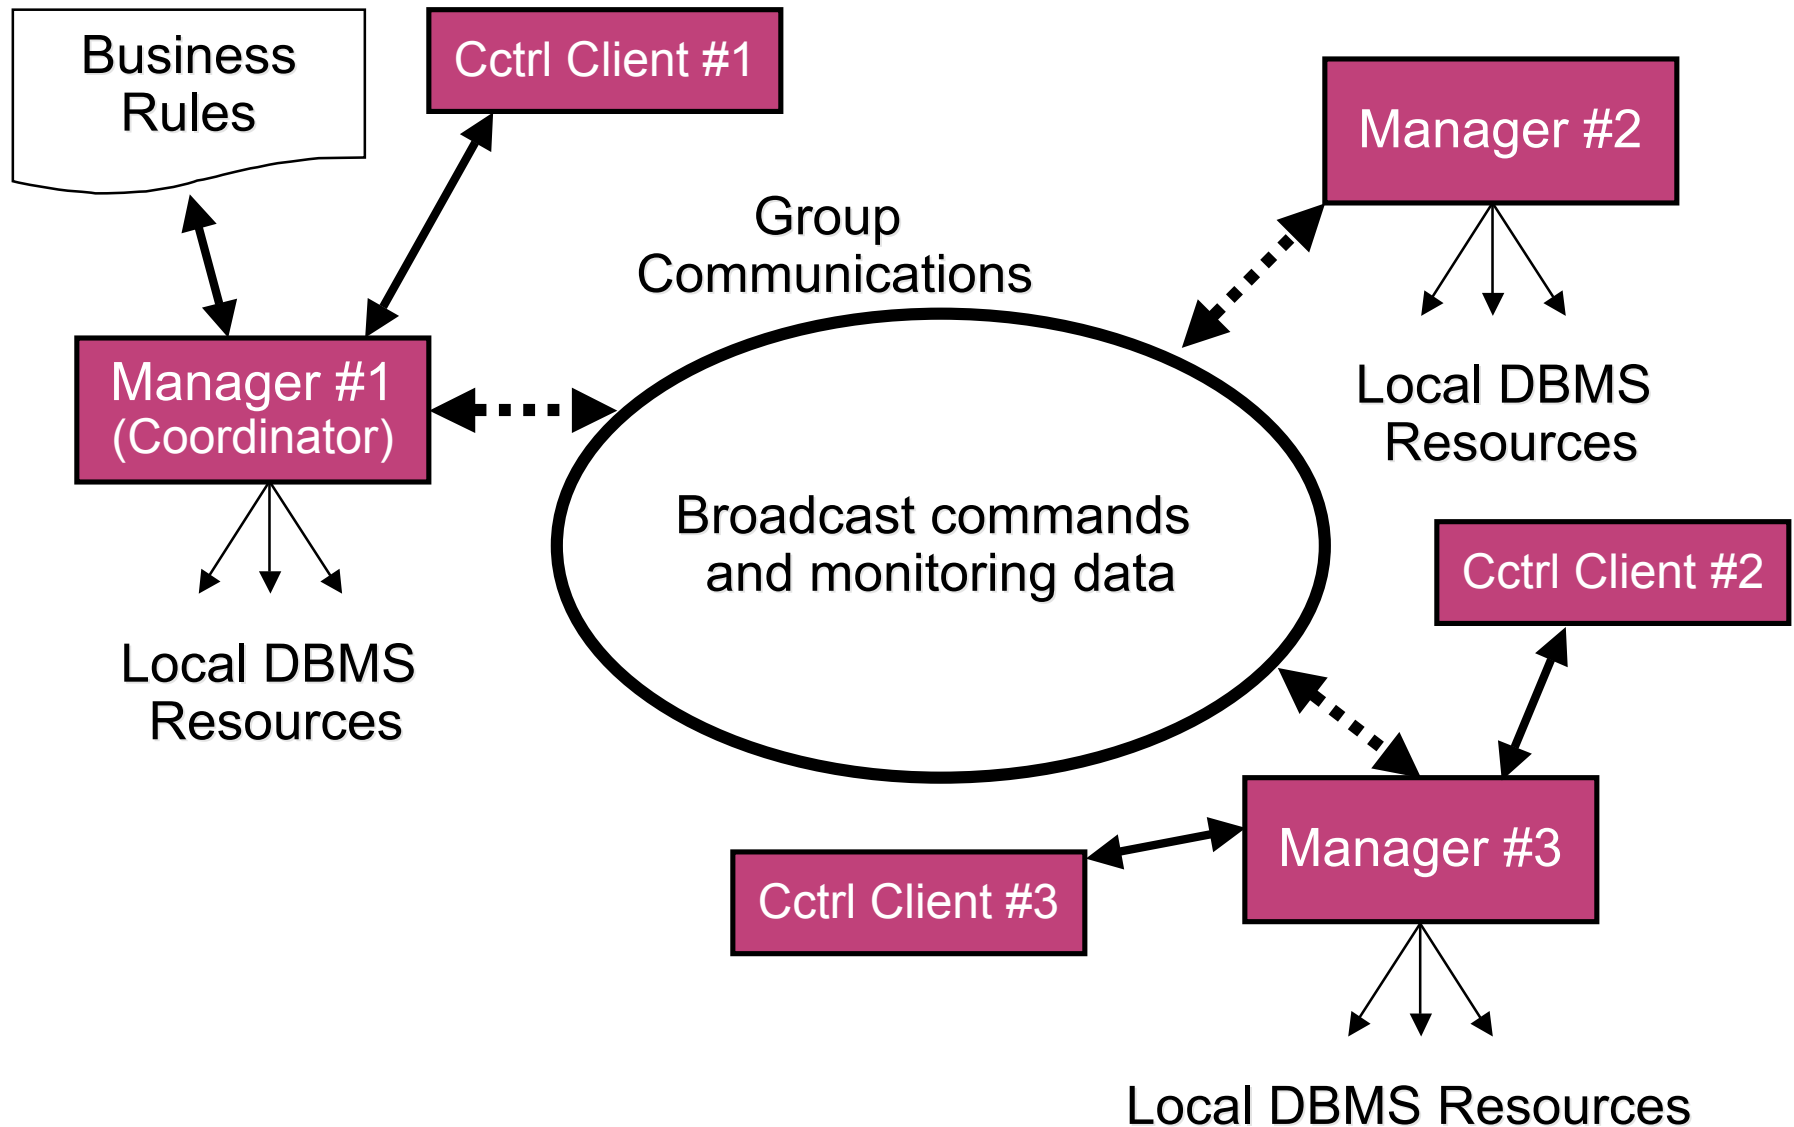 Business
Rules
Cctrl Client #1
Manager #2
Group
Communications
Manager #1
(Coordinator)
Local DBMS
Resources
Broadcast commands
and monitoring data
Cctrl Client #2
Local DBMS
Resources
Manager #3
Cctrl Client #3
Local DBMS Resources